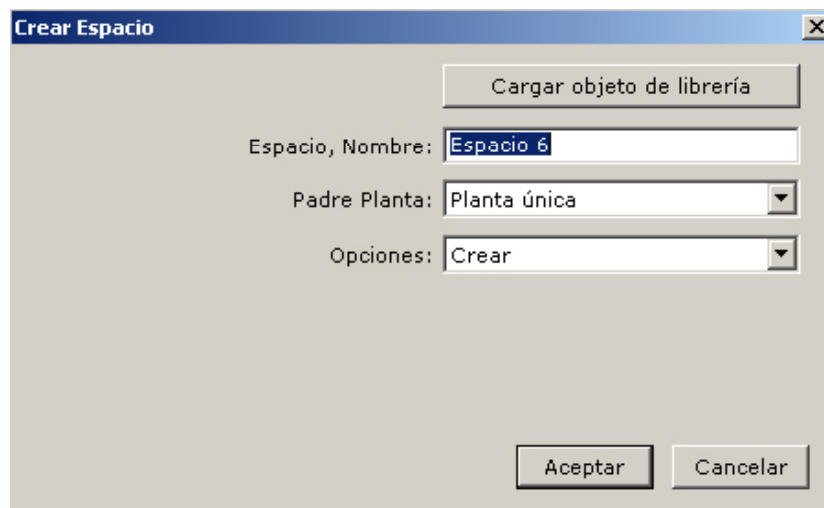 Crear Espacio
Cargar objeto de librería
Espacio, Nombre: Espacio 6
Padre Planta: Planta única
Opciones: Crear
Aceptar Cancelar